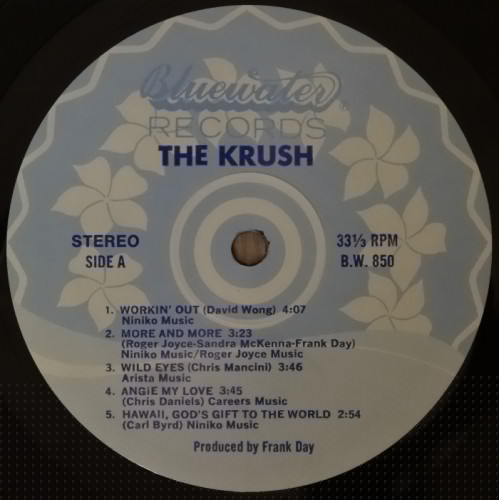 Bluewater
RECORDS
THE KRUSH
STEREO
SIDE A
33⅓ RPM
B.W. 850
1. WORKIN' OUT (David Wong) 4:07
Niniko Music
2. MORE AND MORE 3:23
(Roger Joyce-Sandra McKenna-Frank Day)
Niniko Music/Roger Joyce Music
3. WILD EYES (Chris Mancini) 3:46
Arista Music
4. ANGIE MY LOVE 3:45
(Chris Daniels) Careers Music
5. HAWAII, GOD'S GIFT TO THE WORLD 2:54
(Carl Byrd) Niniko Music
Produced by Frank Day